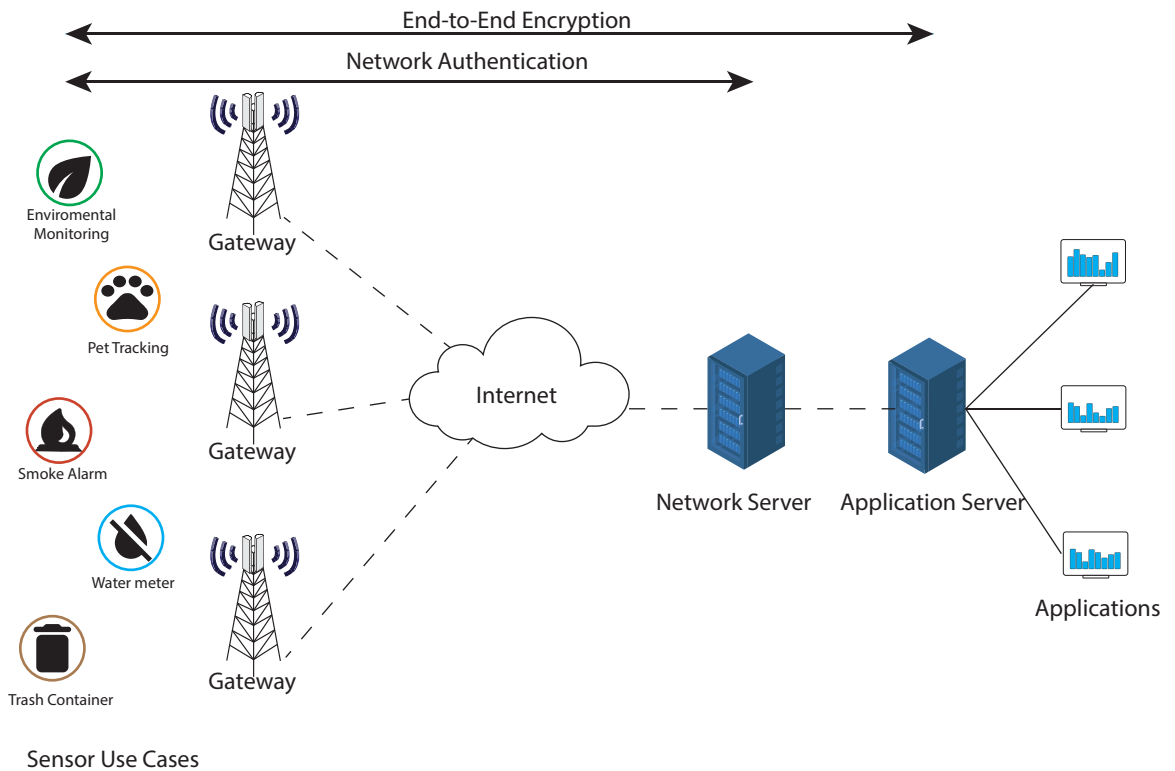 End-to-End Encryption
Network Authentication
Enviromental
Monitoring
Gateway
Pet Tracking
Gateway
Smoke Alarm
Water meter
Gateway
Trash Container
Sensor Use Cases
Internet
Network Server
Application Server
Applications